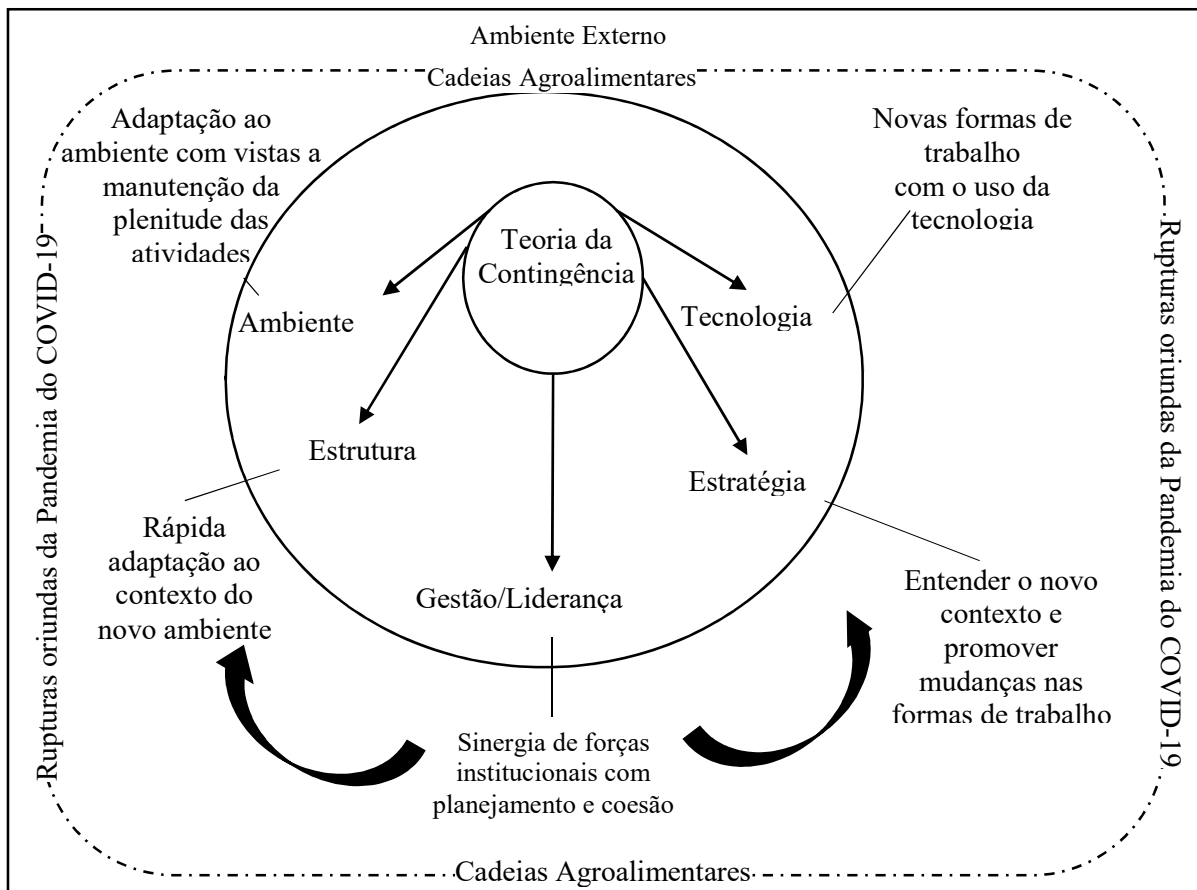 Ambiente Externo
Cadeias Agroalimentares
Adaptação ao
ambiente com vistas a
manutenção da
plenitude das
atividades
Novas formas de
trabalho
com o uso da
tecnologia
Rupturas oriundas da Pandemia do COVID-19
Rupturas oriundas da Pandemia do COVID-19
Teoria da
Contingência
Ambiente
Tecnologia
Estrutura
Estratégia
Gestão/Liderança
Rápida
adaptação ao
contexto do
novo ambiente
Entender o novo
contexto e
promover
mudanças nas
formas de trabalho
Sinergia de forças
institucionais com
planejamento e coesão
Cadeias Agroalimentares